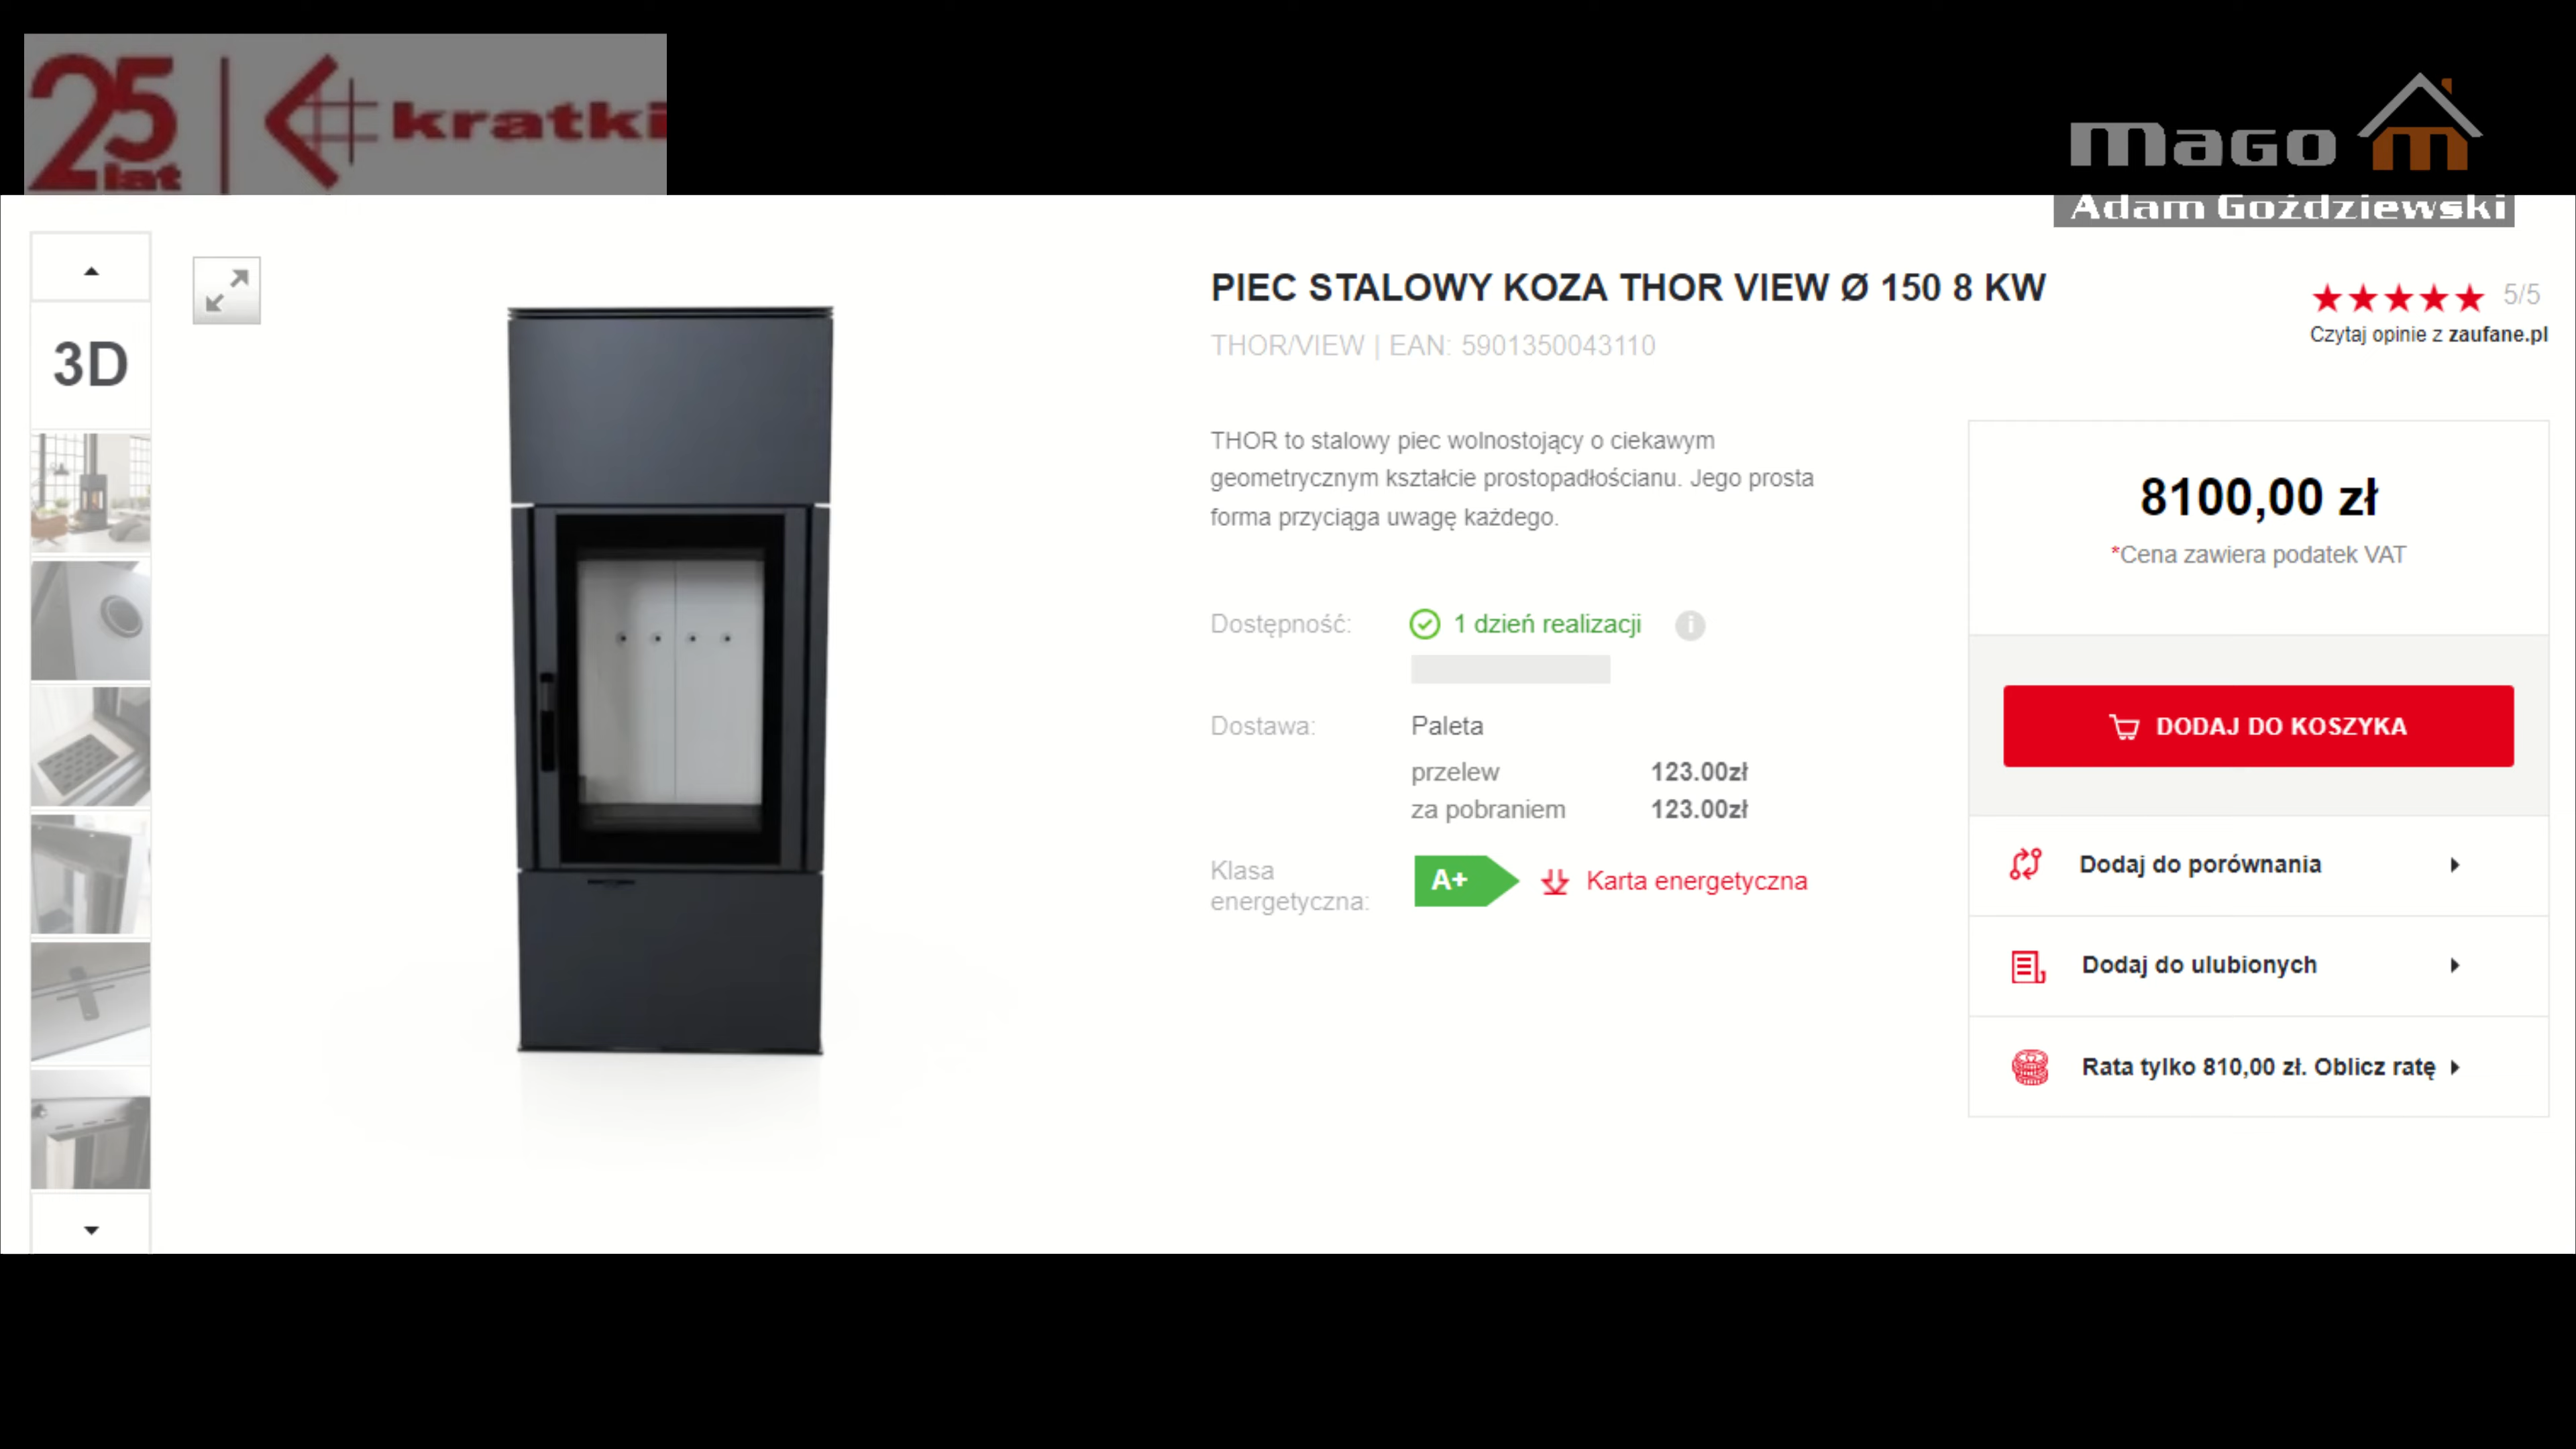 25 lat
kratki
mago
Adam Goździewski
3D
PIEC STALOWY KOZA THOR VIEW Ø 150 8 KW
THOR/VIEW | EAN: 5901350043110
5/5
Czytaj opinie z zaufane.pl
THOR to stalowy piec wolnostojący o ciekawym
geometrycznym kształcie prostopadłościanu. Jego prosta
forma przyciąga uwagę każdego.
Dostępność: 1 dzień realizacji i
Dostawa: Paleta
przelew 123.00zł
za pobraniem 123.00zł
Klasa
energetyczna:
A+
Karta energetyczna
8100,00 zł
*Cena zawiera podatek VAT
DODAJ DO KOSZYKA
Dodaj do porównania
Dodaj do ulubionych
Rata tylko 810,00 zł. Oblicz ratę